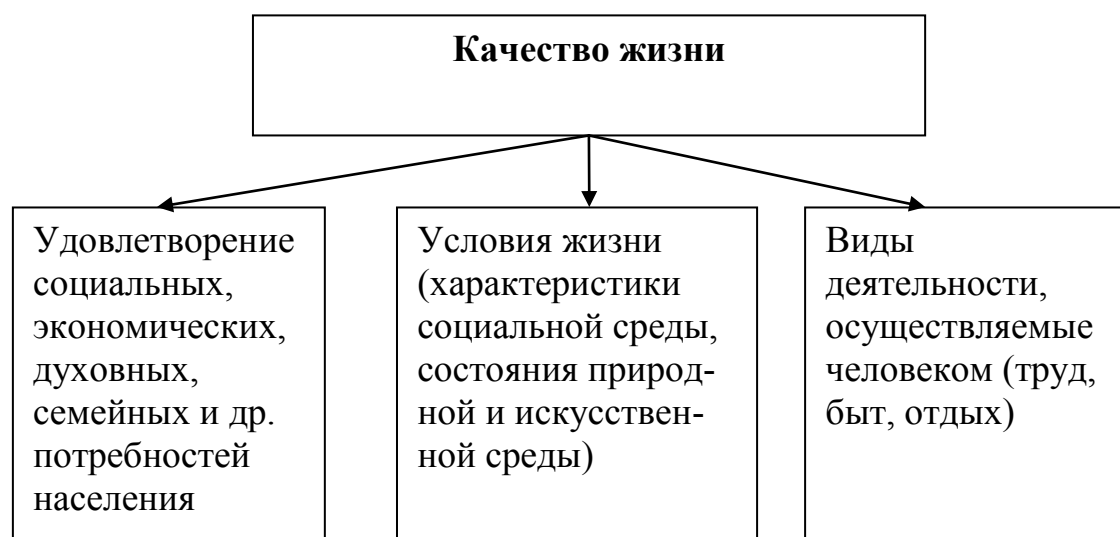 Качество жизни
Удовлетворение
социальных,
экономических,
духовных,
семейных и др.
потребностей
населения
Условия жизни
(характеристики
социальной среды,
состояния природ-
ной и искусствен-
ной среды)
Виды
деятельности,
осуществляемые
человеком (труд,
быт, отдых)